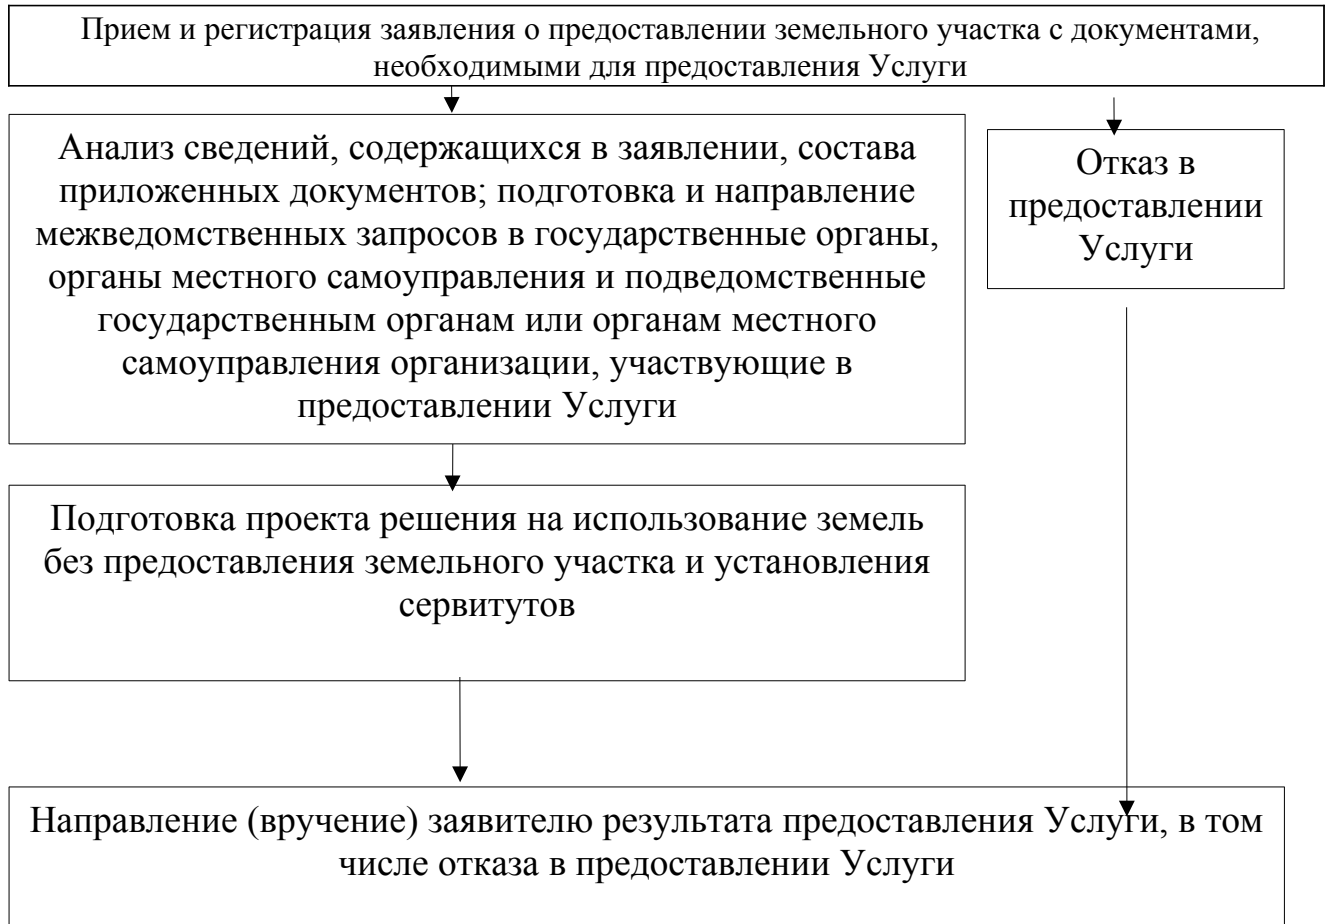 Прием и регистрация заявления о предоставлении земельного участка с документами,
необходимыми для предоставления Услуги
Анализ сведений, содержащихся в заявлении, состава
приложенных документов; подготовка и направление
межведомственных запросов в государственные органы,
органы местного самоуправления и подведомственные
государственным органам или органам местного
самоуправления организации, участвующие в
предоставлении Услуги
Отказ в
предоставлении
Услуги
Подготовка проекта решения на использование земель
без предоставления земельного участка и установления
сервитутов
Направление (вручение) заявителю результата предоставления Услуги, в том
числе отказа в предоставлении Услуги